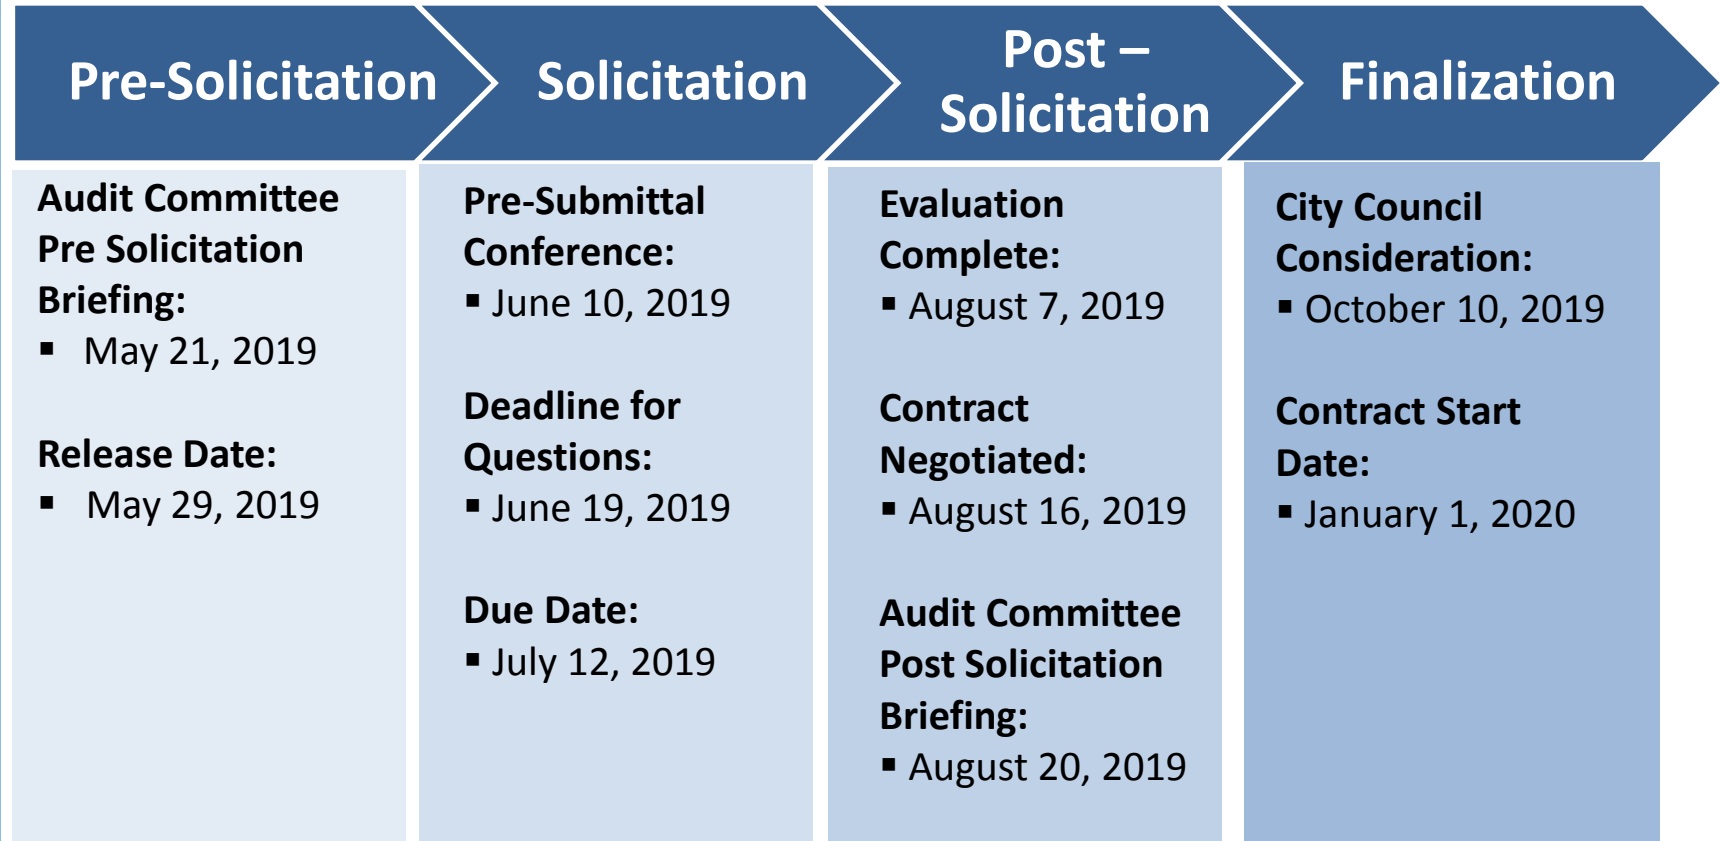 Pre-Solicitation
Solicitation
Post –
Solicitation
Finalization
Audit Committee
Pre Solicitation
Briefing:
▪ May 21, 2019
Release Date:
▪ May 29, 2019
Pre-Submittal
Conference:
▪ June 10, 2019
Deadline for
Questions:
▪ June 19, 2019
Due Date:
▪ July 12, 2019
Evaluation
Complete:
▪ August 7, 2019
Contract
Negotiated:
▪ August 16, 2019
Audit Committee
Post Solicitation
Briefing:
▪ August 20, 2019
City Council
Consideration:
▪ October 10, 2019
Contract Start
Date:
▪ January 1, 2020